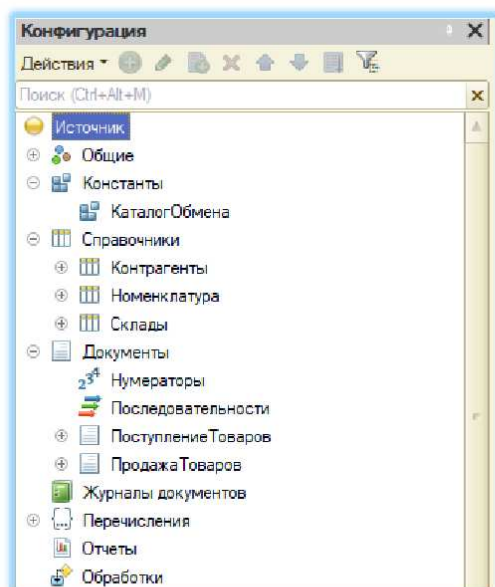 Конфигурация
Действия
Поиск (Ctrl+Alt+M)
Источник
Общие
Константы
КаталогОбмена
Справочники
Контрагенты
Номенклатура
Склады
Документы
Нумераторы
Последовательности
ПоступлениеТоваров
ПродажаТоваров
Журналы документов
Перечисления
Отчеты
Обработки